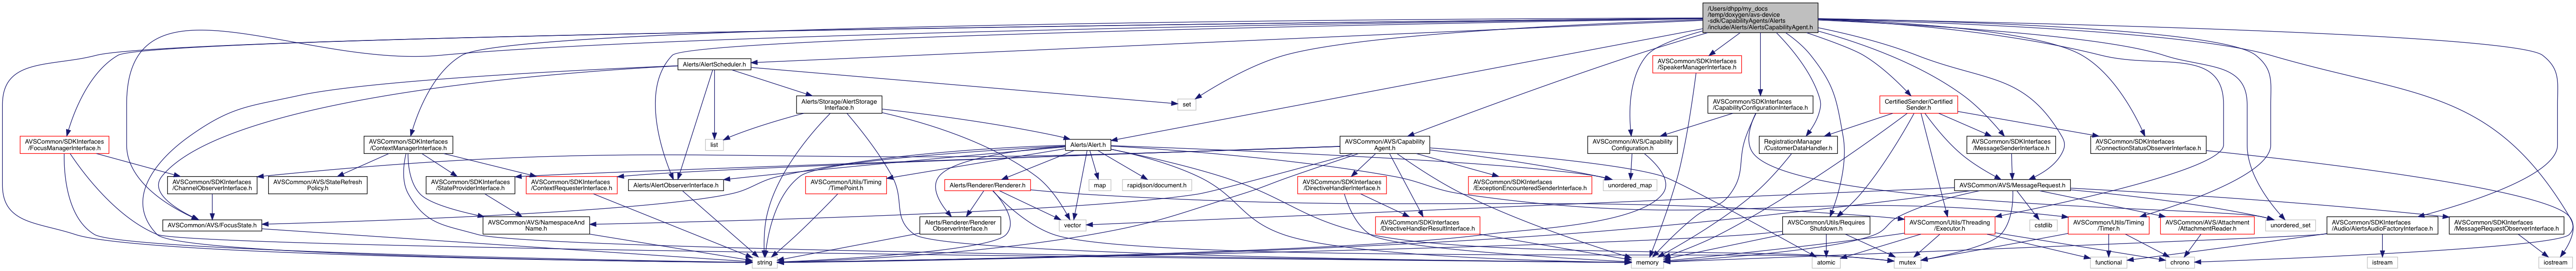 /Users/dhpp/my_docs
/temp/doxygen/avs-device
-sdk/CapabilityAgents/Alerts
/include/Alerts/AlertsCapabilityAgent.h
Alerts/AlertScheduler.h
AVSCommon/SDKInterfaces
/SpeakerManagerInterface.h
set
Alerts/Storage/AlertStorage
Interface.h
AVSCommon/SDKInterfaces
/CapabilityConfigurationInterface.h
CertifiedSender/Certified
Sender.h
AVSCommon/SDKInterfaces
/FocusManagerInterface.h
AVSCommon/SDKInterfaces
/ContextManagerInterface.h
list
Alerts/Alert.h
AVSCommon/AVS/Capability
Agent.h
AVSCommon/AVS/Capability
Configuration.h
RegistrationManager
/CustomerDataHandler.h
AVSCommon/SDKInterfaces
/MessageSenderInterface.h
AVSCommon/SDKInterfaces
/ConnectionStatusObserverInterface.h
AVSCommon/SDKInterfaces
/ChannelObserverInterface.h
AVSCommon/AVS/StateRefresh
Policy.h
AVSCommon/SDKInterfaces
/StateProviderInterface.h
AVSCommon/SDKInterfaces
/ContextRequesterInterface.h
Alerts/AlertObserverInterface.h
AVSCommon/Utils/Timing
/TimePoint.h
Alerts/Renderer/Renderer.h
map
rapidjson/document.h
AVSCommon/SDKInterfaces
/DirectiveHandlerInterface.h
AVSCommon/SDKInterfaces
/ExceptionEncounteredSenderInterface.h
unordered_map
AVSCommon/AVS/MessageRequest.h
AVSCommon/AVS/FocusState.h
AVSCommon/AVS/NamespaceAnd
Name.h
Alerts/Renderer/Renderer
ObserverInterface.h
vector
AVSCommon/SDKInterfaces
/DirectiveHandlerResultInterface.h
AVSCommon/Utils/Requires
Shutdown.h
AVSCommon/Utils/Threading
/Executor.h
cstdlib
AVSCommon/Utils/Timing
/Timer.h
AVSCommon/AVS/Attachment
/AttachmentReader.h
unordered_set
AVSCommon/SDKInterfaces
/Audio/AlertsAudioFactoryInterface.h
AVSCommon/SDKInterfaces
/MessageRequestObserverInterface.h
string
memory
atomic
mutex
functional
chrono
istream
iostream